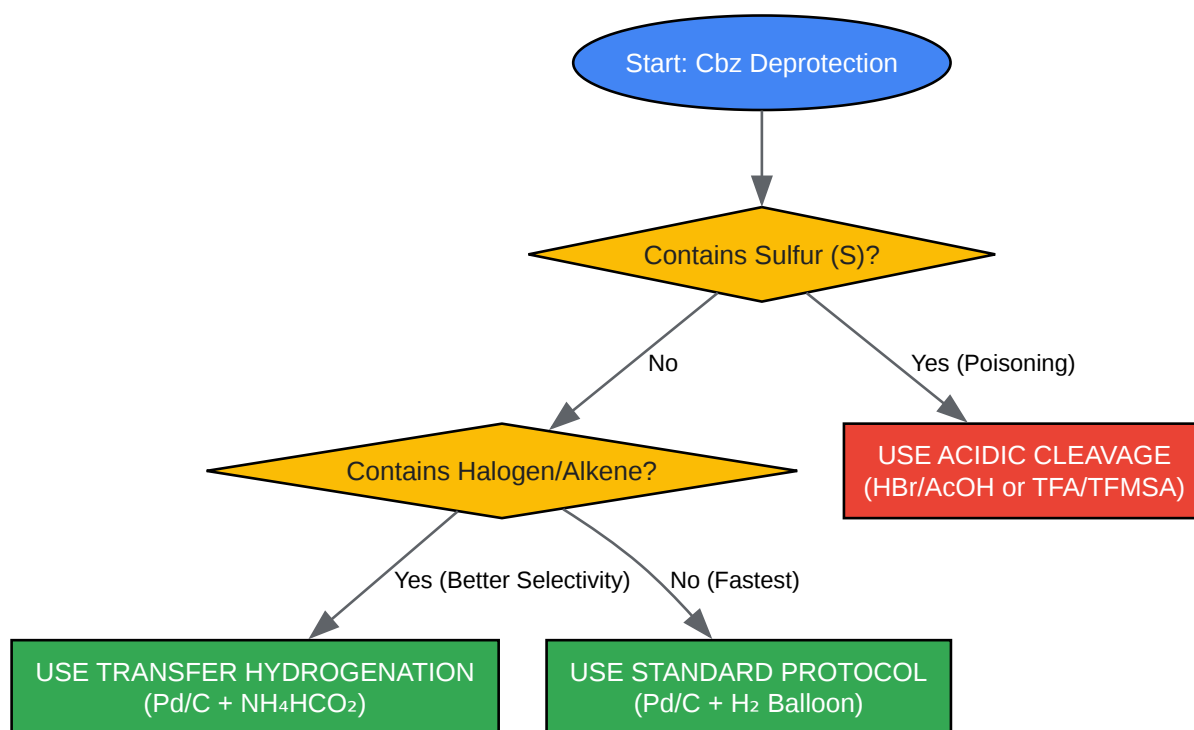 Start: Cbz Deprotection
Contains Sulfur (S)?
No
Yes (Poisoning)
Contains Halogen/Alkene?
USE ACIDIC CLEAVAGE
(HBr/AcOH or TFA/TFMSA)
Yes (Better Selectivity)
No (Fastest)
USE TRANSFER HYDROGENATION
(Pd/C + NH₄HCO₂)
USE STANDARD PROTOCOL
(Pd/C + H₂ Balloon)